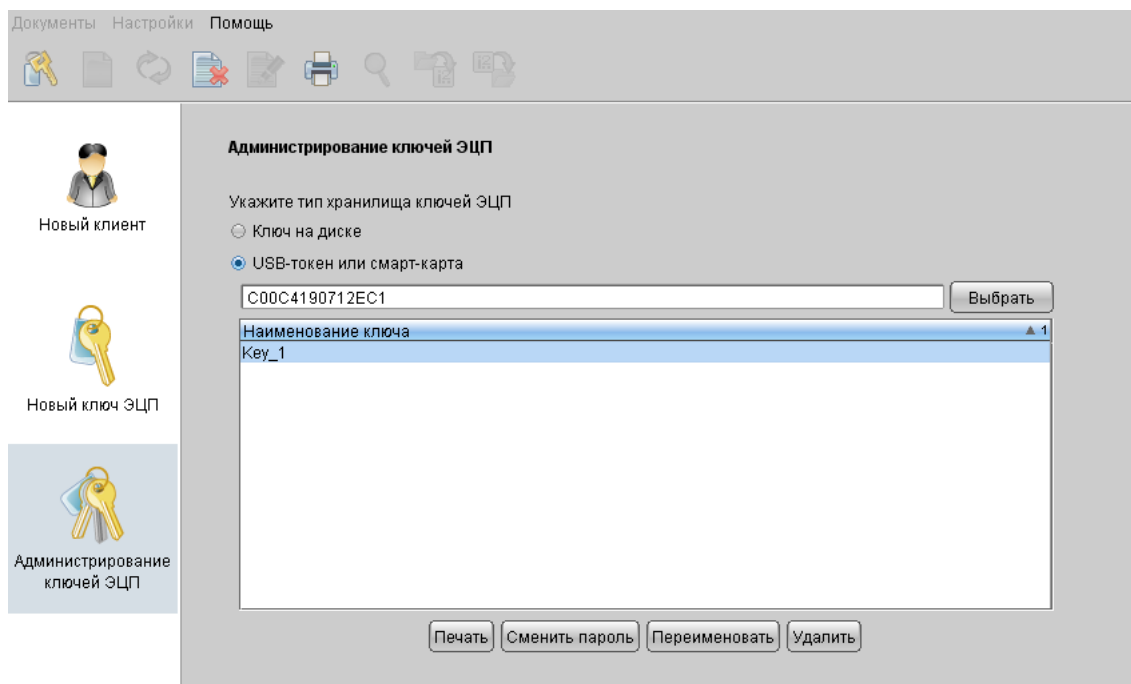 Документы Настройки Помощь
Новый клиент
Новый ключ ЭЦП
Администрирование
ключей ЭЦП
Администрирование ключей ЭЦП
Укажите тип хранилища ключей ЭЦП
Ключ на диске
USB-токен или смарт-карта
C00C4190712EC1 Выбрать
Наименование ключа 1
Key_1
Печать Сменить пароль Переименовать Удалить